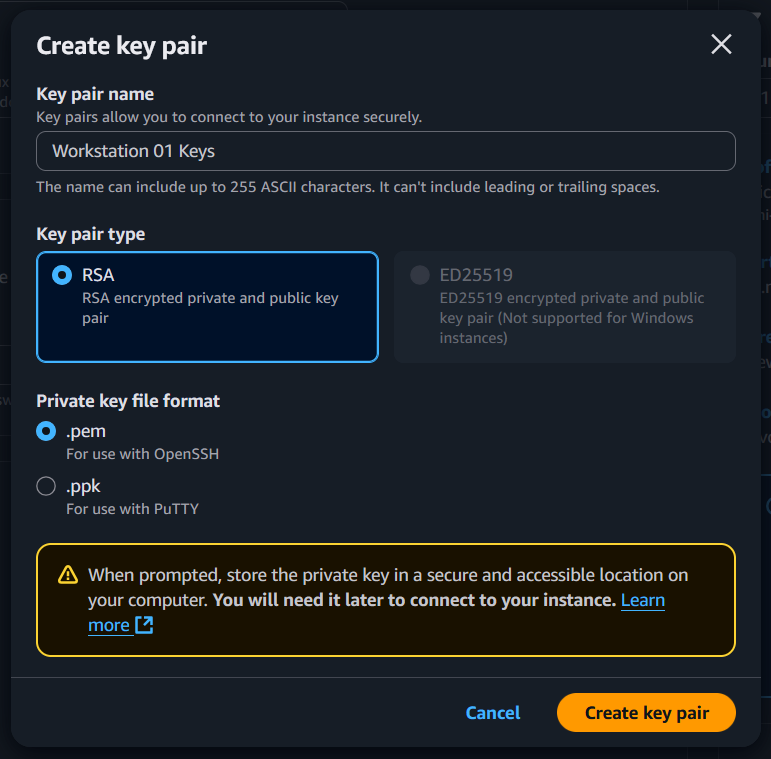 Create key pair
Key pair name
Key pairs allow you to connect to your instance securely.
Workstation 01 Keys
The name can include up to 255 ASCII characters. It can't include leading or trailing spaces.
Key pair type
RSA
RSA encrypted private and public key
pair
ED25519
ED25519 encrypted private and public
key pair (Not supported for Windows
instances)
Private key file format
.pem
For use with OpenSSH
.ppk
For use with PuTTY
When prompted, store the private key in a secure and accessible location on
your computer. You will need it later to connect to your instance. Learn
more
Cancel
Create key pair